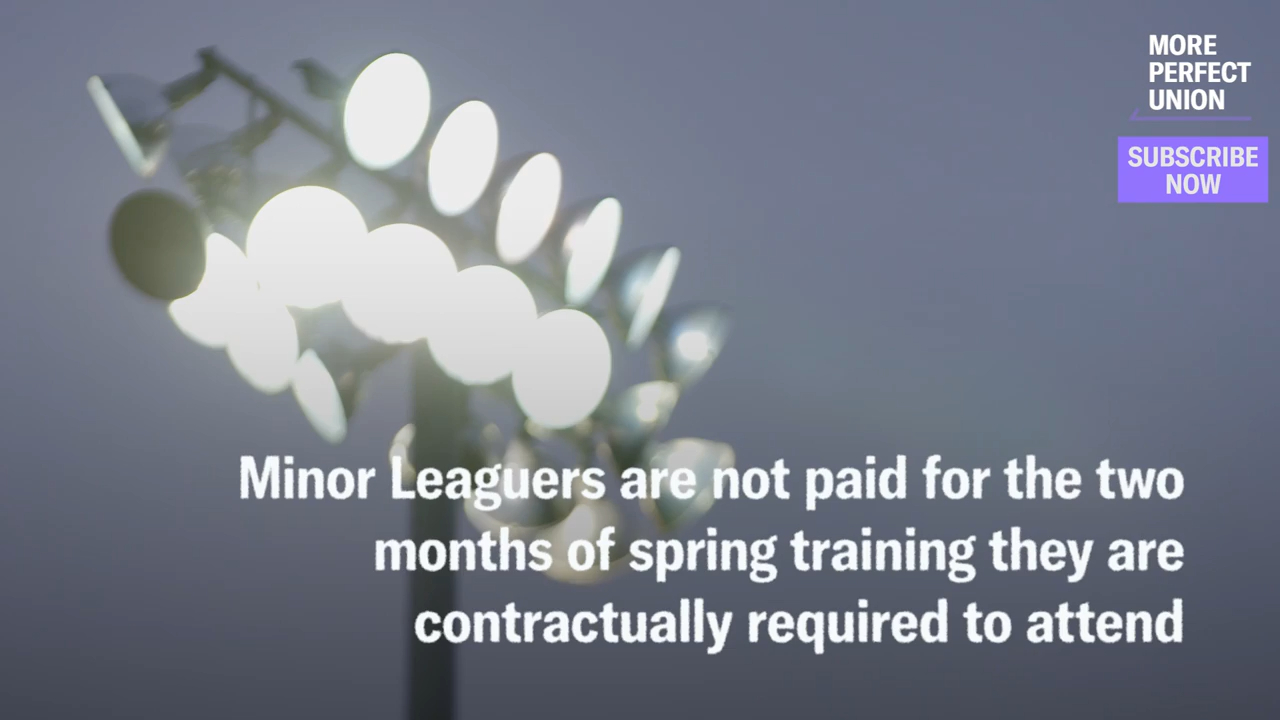 MORE
PERFECT
UNION
SUBSCRIBE
NOW
Minor Leaguers are not paid for the two
months of spring training they are
contractually required to attend